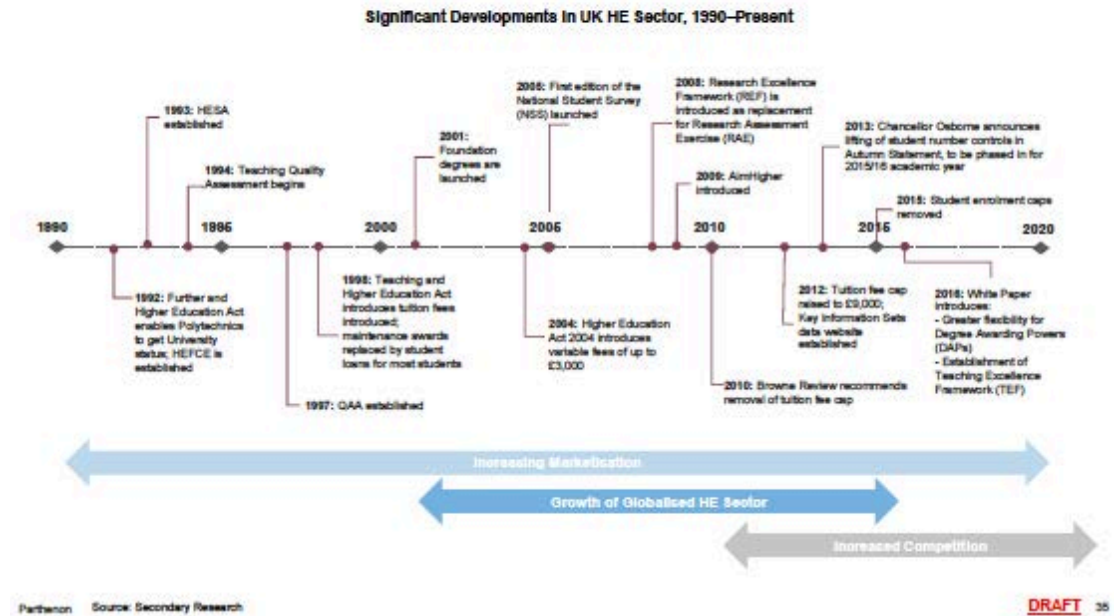 Significant Developments in UK HE Sector, 1990–Present
1993: HESA
established
1994: Teaching Quality
Assessment begins
2001:
Foundation
degrees are
launched
2005: First edition of the
National Student Survey
(NSS) launched
2008: Research Excellence
Framework (REF) is
introduced as replacement
for Research Assessment
Exercise (RAE)
2009: AimHigher
introduced
2013: Chancellor Osborne announces
lifting of student number controls in
Autumn Statement, to be phased in for
2015/16 academic year
2015: Student enrolment caps
removed
1990
1995
2000
2005
2010
2015
2020
1992: Further and
Higher Education Act
enables Polytechnics
to get University
status; HEFCE is
established
1997: QAA established
1998: Teaching and
Higher Education Act
introduces tuition fees
introduced;
maintenance awards
replaced by student
loans for most students
2004: Higher Education
Act 2004 introduces
variable fees of up to
£3,000
2010: Browne Review recommends
removal of tuition fee cap
2012: Tuition fee cap
raised to £9,000;
Key Information Sets
data website
established
2016: White Paper
introduces:
- Greater flexibility for
Degree Awarding Powers
(DAPs)
- Establishment of
Teaching Excellence
Framework (TEF)
Increasing Marketisation
Growth of Globalised HE Sector
Increased Competition
Parthenon Source: Secondary Research
DRAFT 35